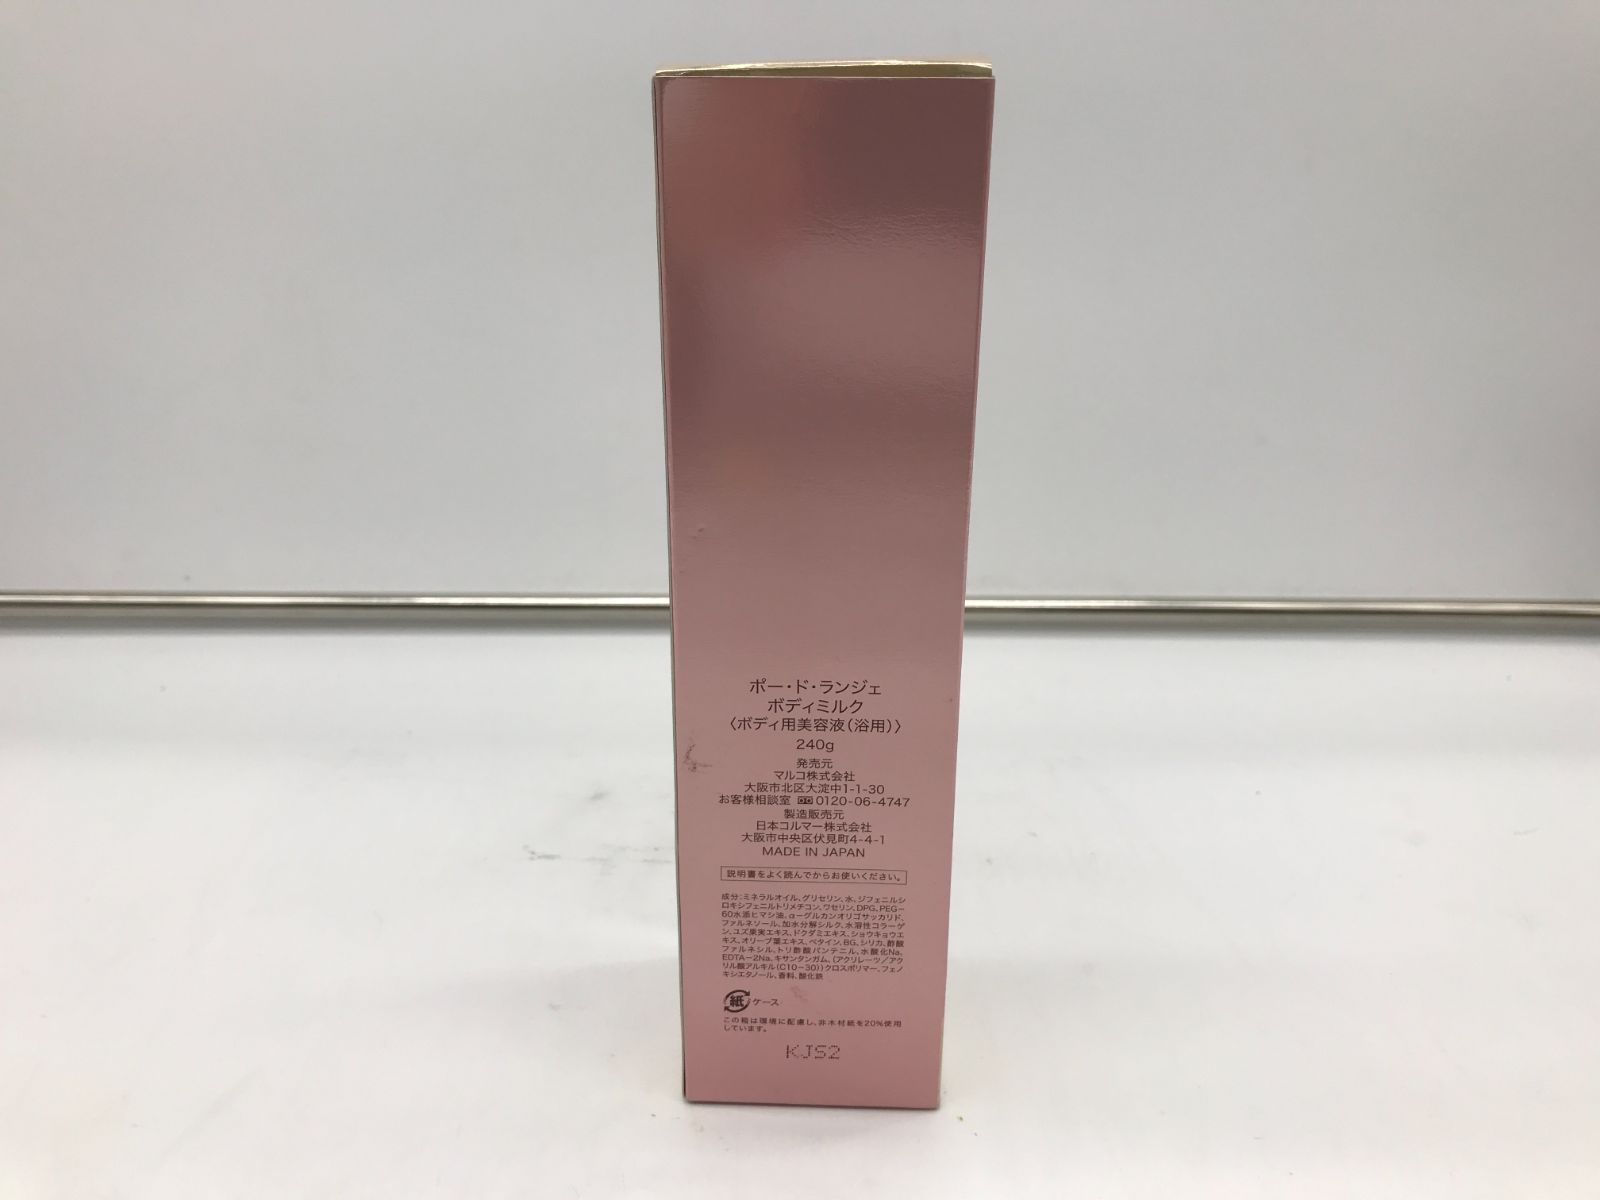 ポー・ド・ランジェ
ボディミルク
〈ボディ用美容液(浴用)〉
240g
発売元
マルコ株式会社
大阪市北区大淀中1-1-30
お客様相談室 0120-06-4747
製造販売元
日本コルマー株式会社
大阪市中央区伏見町4-4-1
MADE IN JAPAN
説明書をよく読んでからお使いください。
成分:ミネラルオイル、グリセリン、水、ジフェニルシ
ロキシフェニルトリメチコン、ワセリン、DPG、PEG-
60水添ヒマシ油、α-グルカンオリゴサッカリド、
ファルネソール、加水分解シルク、水溶性コラーゲ
ン、ユズ果実エキス、ドクダミエキス、ショウキョウエ
キス、オリーブ葉エキス、ベタイン、BG、シリカ、酢酸
ファルネシル、トリ酢酸パンテニル、水酸化Na、
EDTA-2Na、キサンタンガム、(アクリレーツ/アク
リル酸アルキル(C10-30))クロスポリマー、フェノ
キシエタノール、香料、酸化鉄
紙 ケース
この箱は環境に配慮し、非木材紙を20%使用
しています。
KJS2